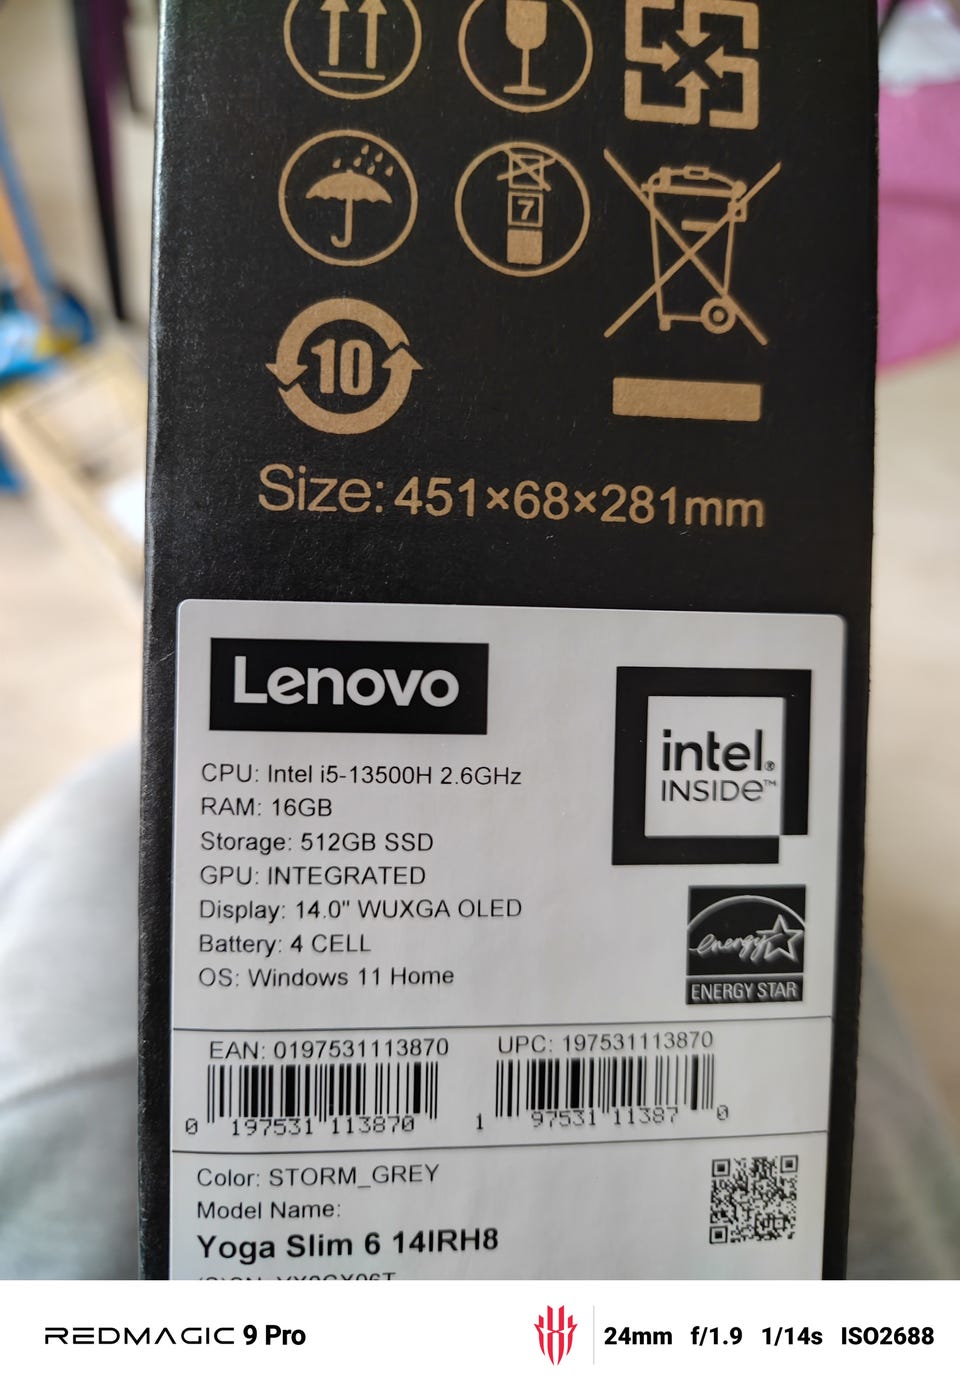 7
10
Size: 451×68×281mm
Lenovo
intel®
INSIDE™
CPU: Intel i5-13500H 2.6GHz
RAM: 16GB
Storage: 512GB SSD
GPU: INTEGRATED
Display: 14.0" WUXGA OLED
Battery: 4 CELL
OS: Windows 11 Home
energy
ENERGY STAR
EAN: 0197531113870
0 197531 113870
UPC: 197531113870
1 97531 11387 0
Color: STORM_GREY
Model Name:
Yoga Slim 6 14IRH8
REDMAGIC 9 Pro
24mm f/1.9 1/14s ISO2688